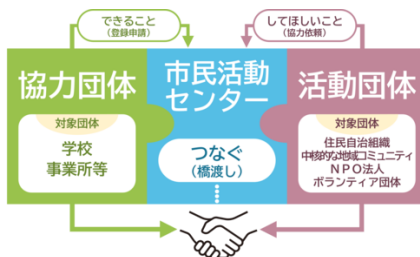 できること
（登録申請）
してほしいこと
（協力依頼）
協力団体
対象団体
学校
事業所等
市民活動
センター
つなぐ
（橋渡し）
活動団体
対象団体
住民自治組織
中核的な地域コミュニティ
ＮＰＯ法人
ボランティア団体